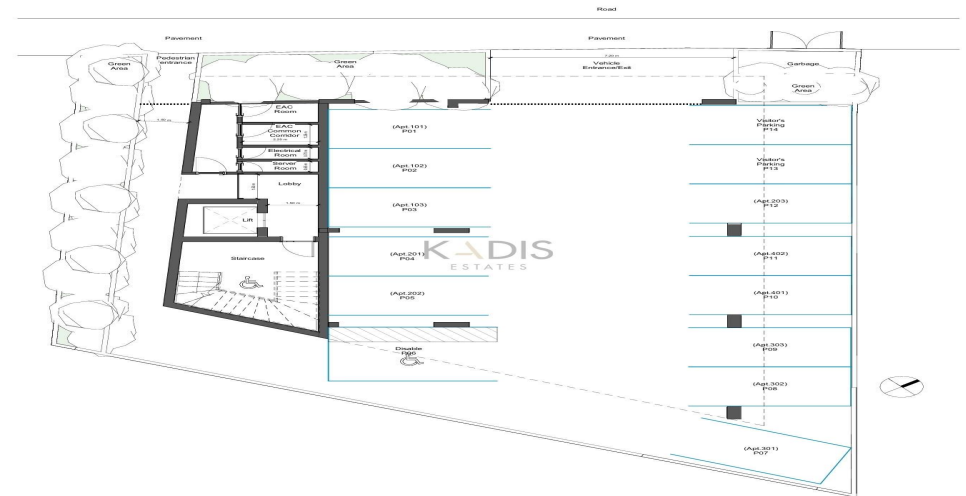 Road
Pavement
Pavement
Green
Area
Pedestrian
entrance
Green
Area
7.20 m
Vehicle
Entrance/Exit
Garbage
Green
Area
EAC
Room
EAC
Common
Corridor
Electrical
Room
Server
Room
Lobby
Lift
Staircase
(Apt.101)
P01
(Apt.102)
P02
(Apt.103)
P03
(Apt.201)
P04
(Apt.202)
P05
Disable
P06
Visitor's
Parking
P14
Visitor's
Parking
P13
(Apt.203)
P12
(Apt.402)
P11
(Apt.401)
P10
(Apt.303)
P09
(Apt.302)
P08
(Apt.301)
P07
KADIS
ESTATES